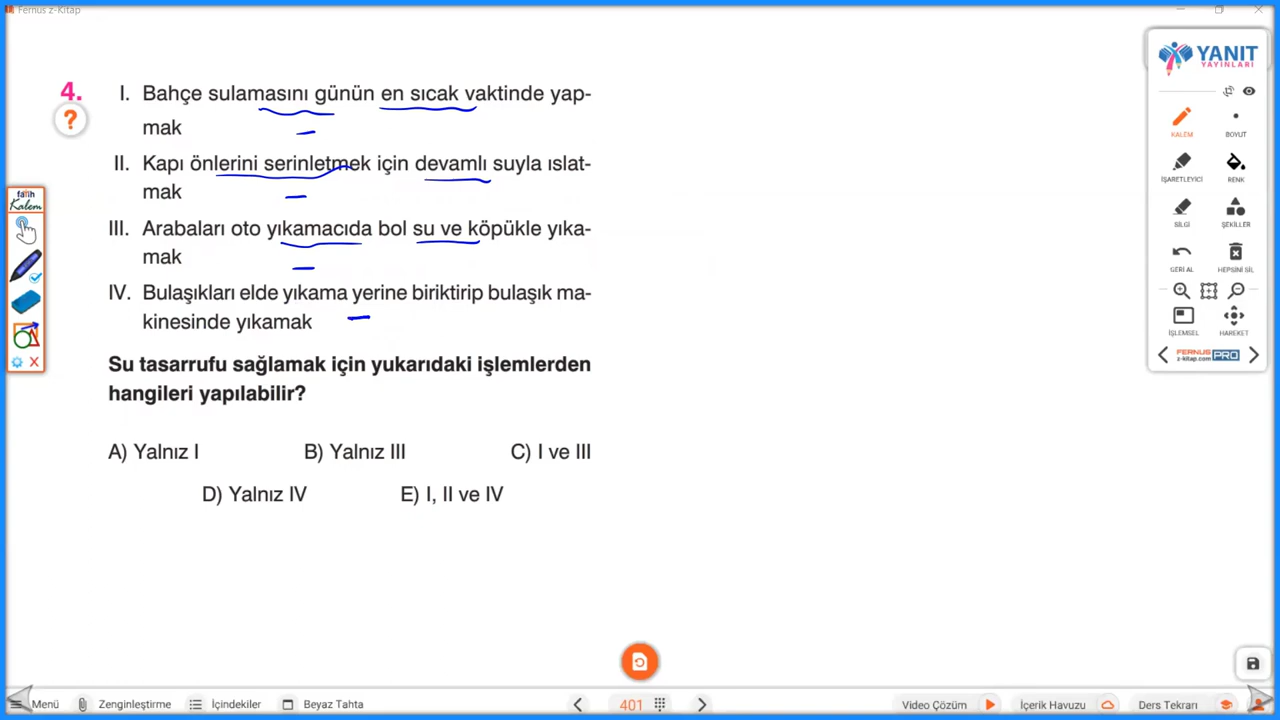 Fernus z-Kitap
4.
?
I. Bahçe sulamasını günün en sıcak vaktinde yap-
mak
II. Kapı önlerini serinletmek için devamlı suyla ıslat-
mak
III. Arabaları oto yıkamacıda bol su ve köpükle yıka-
mak
IV. Bulaşıkları elde yıkama yerine biriktirip bulaşık ma-
kinesinde yıkamak
Su tasarrufu sağlamak için yukarıdaki işlemlerden
hangileri yapılabilir?
A) Yalnız I B) Yalnız III C) I ve III
D) Yalnız IV E) I, II ve IV
fatih
Kalem
YANIT
YAYINLARI
KALEM BOYUT
İŞARETLEYİCİ RENK
BİLGİ ŞEKİLLER
GERİ AL HEPSİNİ SİL
İŞLEMSEL HAREKET
FERNUS
z-kitap.com PRO
Menü Zenginleştirme İçindekiler Beyaz Tahta 401 Video Çözüm İçerik Havuzu Ders Tekrarı